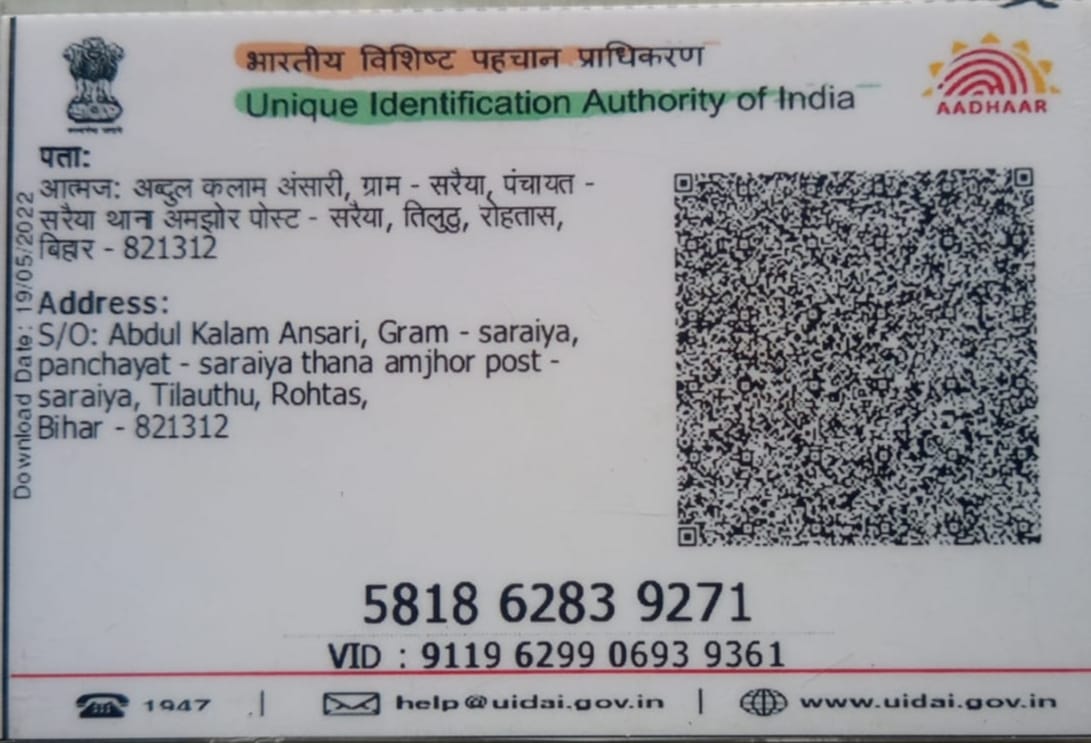 भारतीय विशिष्ट पहचान प्राधिकरण
Unique Identification Authority of India
AADHAAR
पता:
आत्मज: अब्दुल कलाम अंसारी, ग्राम - सरैया, पंचायत -
सरैया थाना अमझोर पोस्ट - सरैया, तिलुठु, रोहतास,
बिहार - 821312
Download Date: 19/05/2022
Address:
S/O: Abdul Kalam Ansari, Gram - saraiya,
panchayat - saraiya thana amjhor post -
saraiya, Tilauthu, Rohtas,
Bihar - 821312
5818 6283 9271
VID : 9119 6299 0693 9361
1947 | help@uidai.gov.in | www.uidai.gov.in